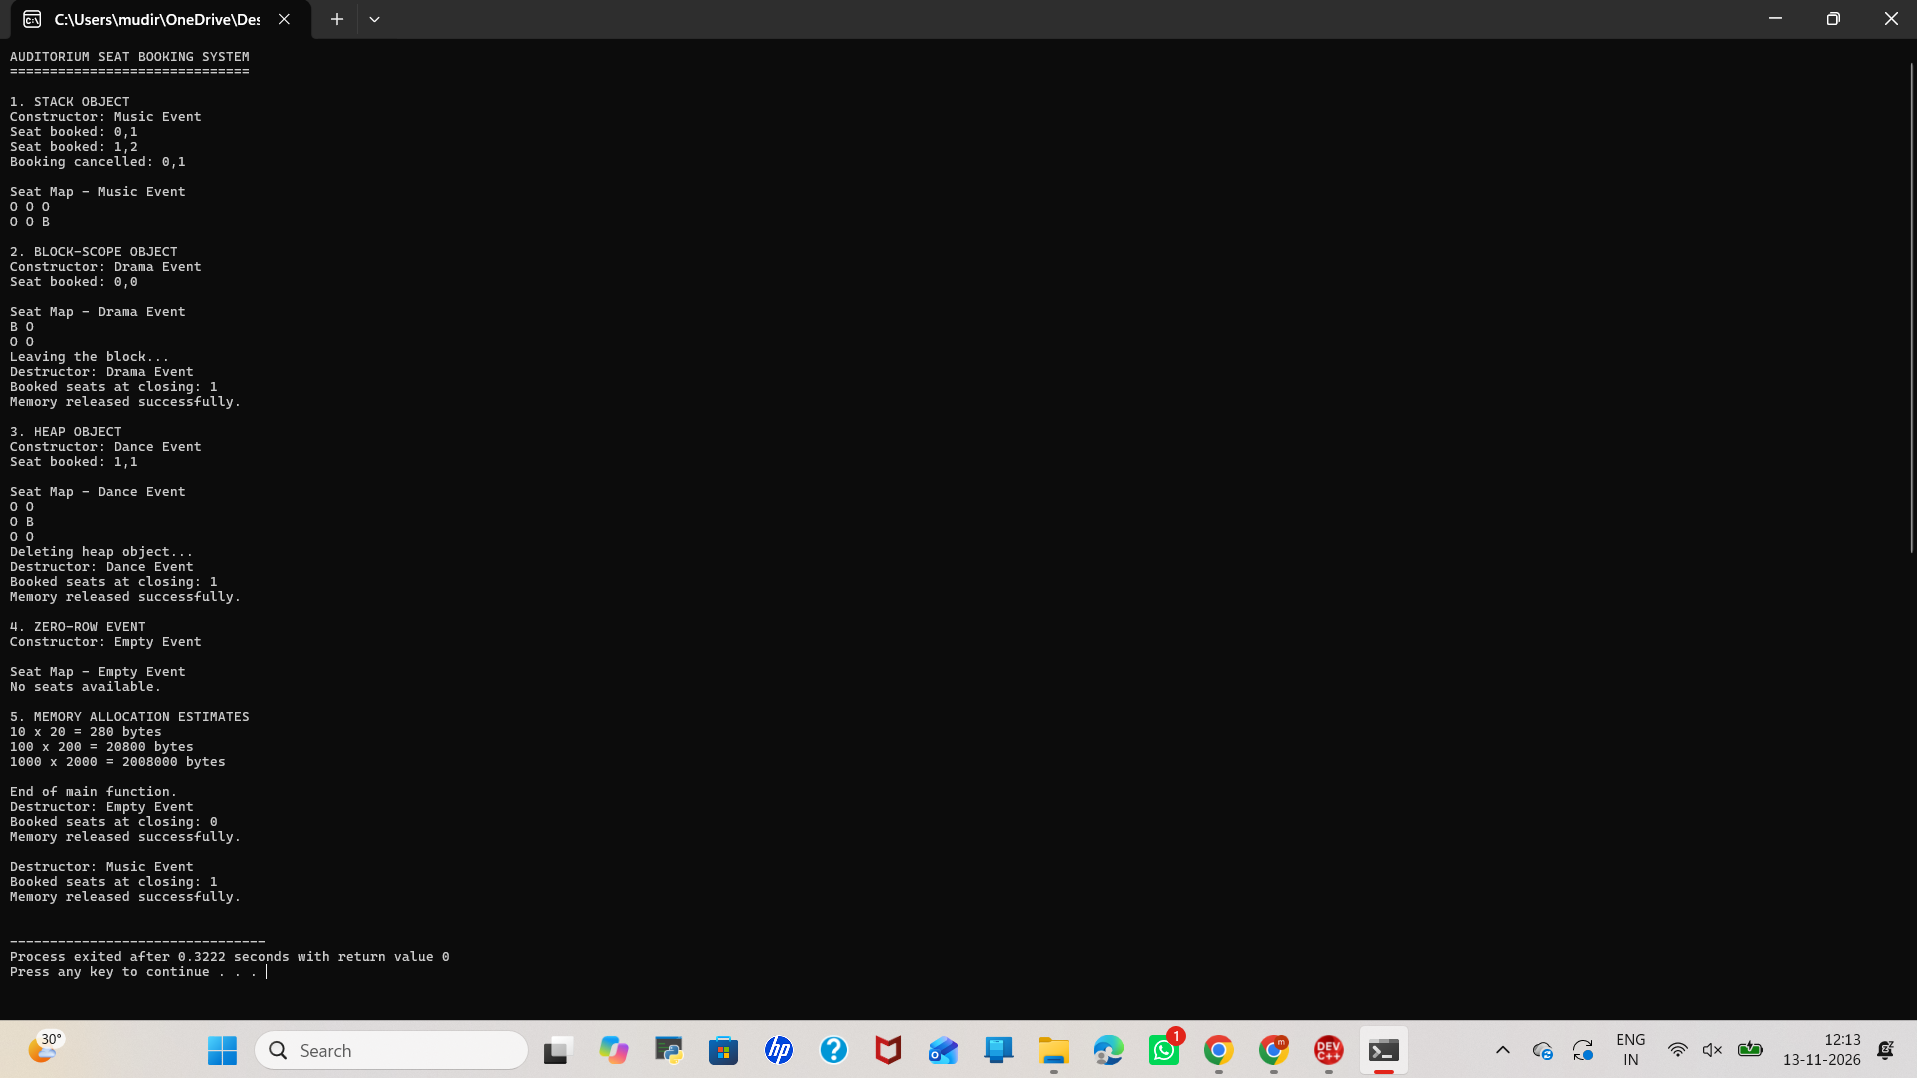 C:\Users\mudir\OneDrive\Des
AUDITORIUM SEAT BOOKING SYSTEM
==============================
1. STACK OBJECT
Constructor: Music Event
Seat booked: 0,1
Seat booked: 1,2
Booking cancelled: 0,1
Seat Map - Music Event
O O O
O O B
2. BLOCK-SCOPE OBJECT
Constructor: Drama Event
Seat booked: 0,0
Seat Map - Drama Event
B O
O O
Leaving the block...
Destructor: Drama Event
Booked seats at closing: 1
Memory released successfully.
3. HEAP OBJECT
Constructor: Dance Event
Seat booked: 1,1
Seat Map - Dance Event
O O
O B
O O
Deleting heap object...
Destructor: Dance Event
Booked seats at closing: 1
Memory released successfully.
4. ZERO-ROW EVENT
Constructor: Empty Event
Seat Map - Empty Event
No seats available.
5. MEMORY ALLOCATION ESTIMATES
10 x 20 = 280 bytes
100 x 200 = 20800 bytes
1000 x 2000 = 2008000 bytes
End of main function.
Destructor: Empty Event
Booked seats at closing: 0
Memory released successfully.
Destructor: Music Event
Booked seats at closing: 1
Memory released successfully.
--------------------------------
Process exited after 0.3222 seconds with return value 0
Press any key to continue . . .
30°
Search
hp
?
1
m
DEV
C++
ENG
IN
12:13
13-11-2026